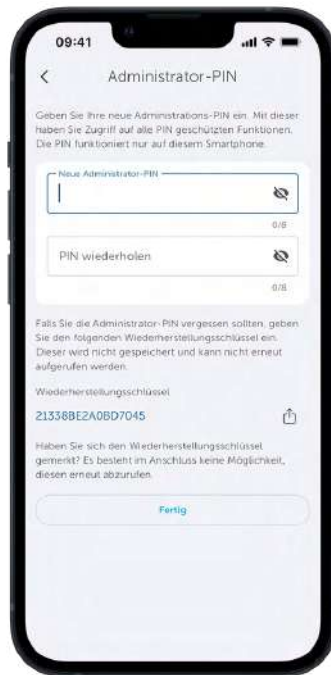 09:41
Administrator-PIN
Geben Sie Ihre neue Administrations-PIN ein. Mit dieser
haben Sie Zugriff auf alle PIN geschützten Funktionen.
Die PIN funktioniert nur auf diesem Smartphone.
Neue Administrator-PIN
0/8
PIN wiederholen
0/8
Falls Sie die Administrator-PIN vergessen sollten, geben
Sie den folgenden Wiederherstellungsschlüssel ein.
Dieser wird nicht gespeichert und kann nicht erneut
aufgerufen werden.
Wiederherstellungsschlüssel
21338BE2A0BD7045
Haben Sie sich den Wiederherstellungsschlüssel
gemerkt? Es besteht im Anschluss keine Möglichkeit,
diesen erneut abzurufen.
Fertig